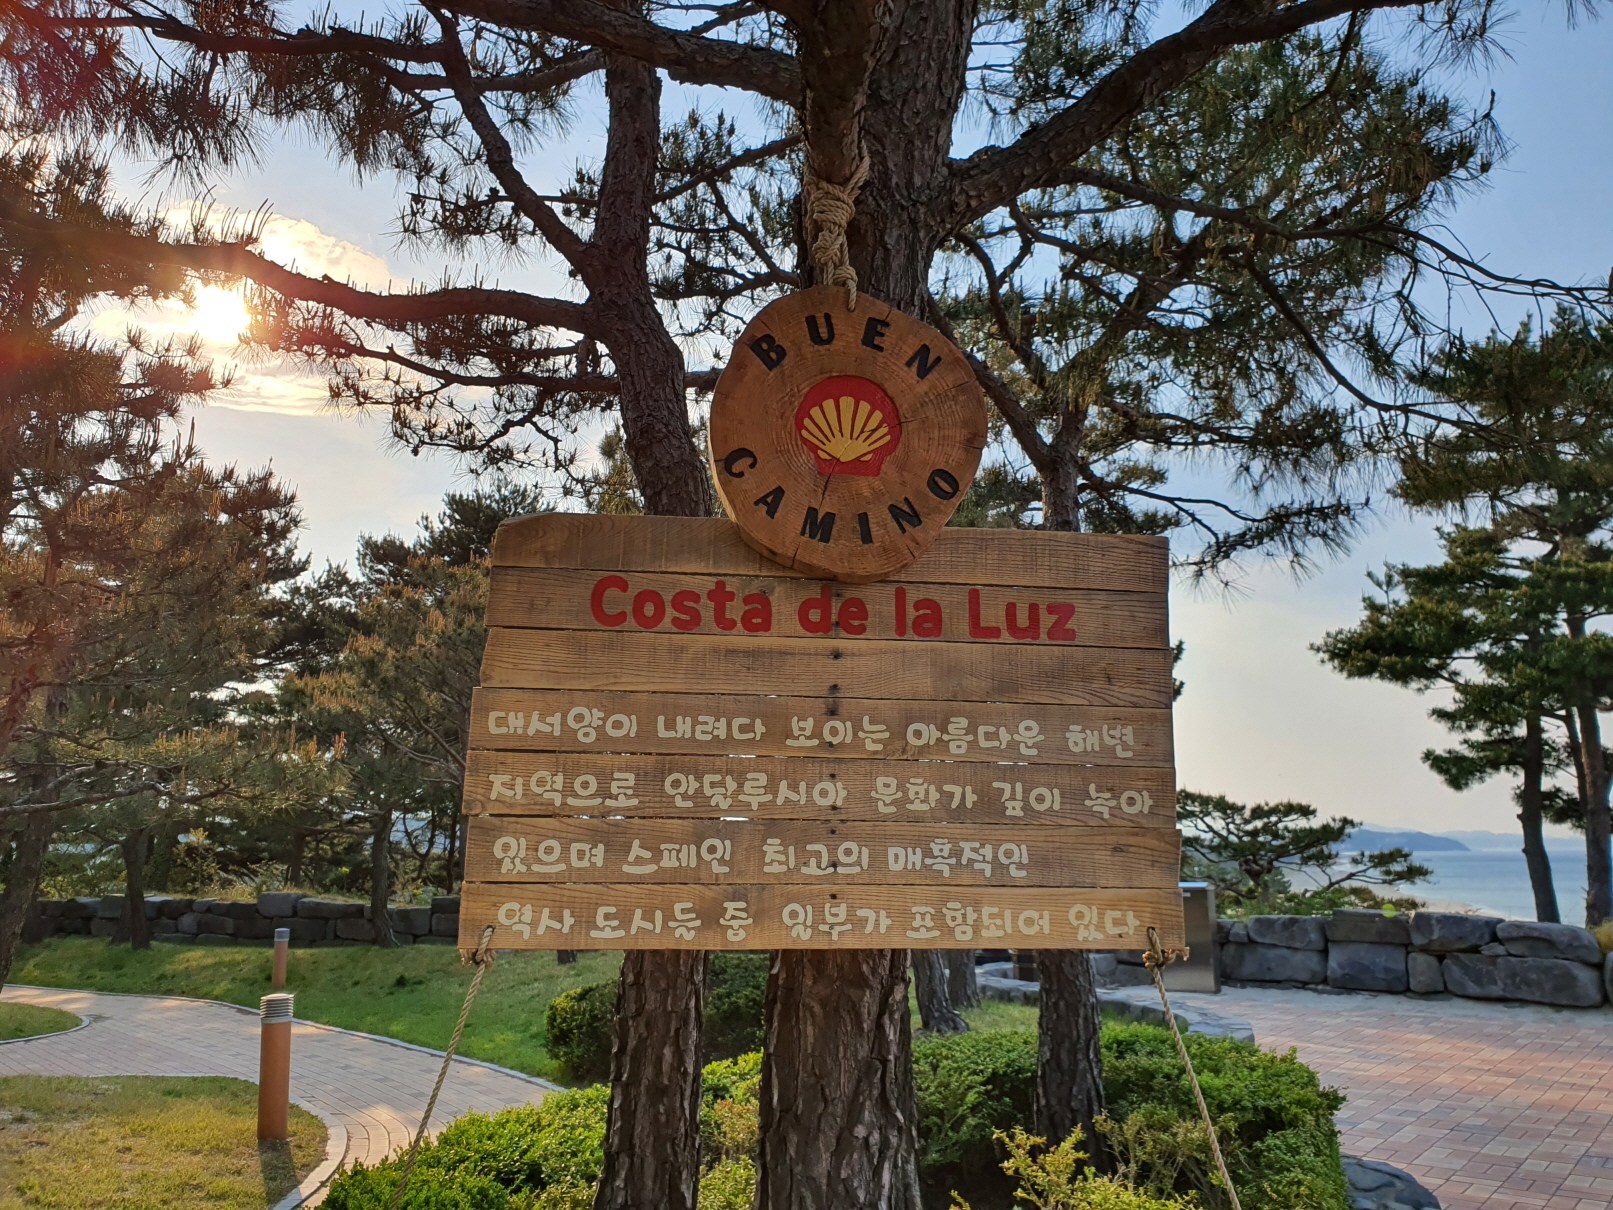 BUEN
CAMINO
Costa de la Luz
대서양이 내려다 보이는 아름다운 해변
지역으로 안달루시아 문화가 깊이 녹아
있으며 스페인 최고의 매혹적인
역사 도시들 중 일부가 포함되어 있다